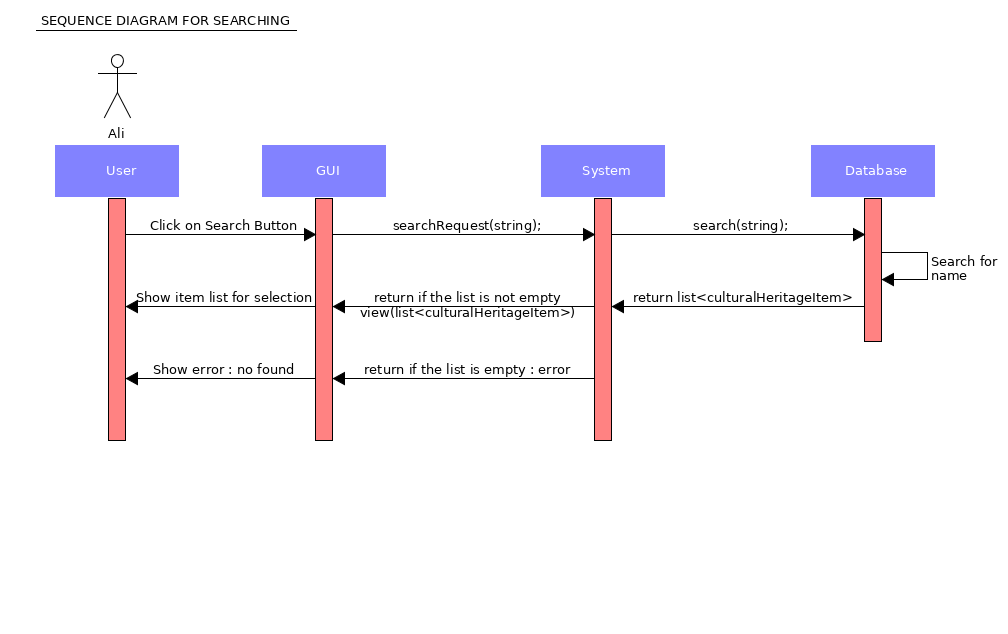 SEQUENCE DIAGRAM FOR SEARCHING
Ali
User
GUI
System
Database
Click on Search Button
searchRequest(string);
search(string);
Search for
name
Show item list for selection
return if the list is not empty
view(list<culturalHeritageItem>)
return list<culturalHeritageItem>
Show error : no found
return if the list is empty : error